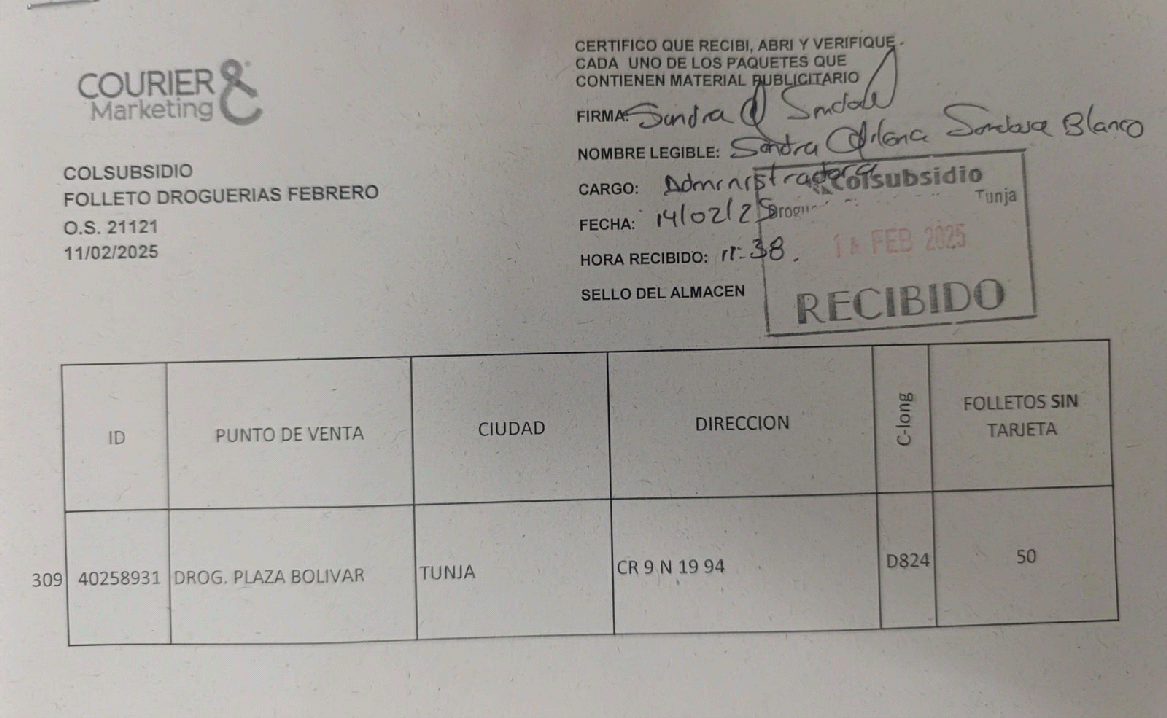 COURIER &
Marketing
COLSUBSIDIO
FOLLETO DROGUERIAS FEBRERO
O.S. 21121
11/02/2025
CERTIFICO QUE RECIBI, ABRI Y VERIFIQUE
CADA UNO DE LOS PAQUETES QUE
CONTIENEN MATERIAL PUBLICITARIO
FIRMA: Sandra
NOMBRE LEGIBLE: Sandra Blanco
CARGO: Administradora
FECHA: 14/02/25
HORA RECIBIDO: 11:38.
SELLO DEL ALMACEN
Colsubsidio
Tunja
FEB 2025
RECIBIDO
ID PUNTO DE VENTA CIUDAD DIRECCION C-long FOLLETOS SIN
TARJETA
309 40258931 DROG. PLAZA BOLIVAR TUNJA CR 9 N 19 94 D824 50